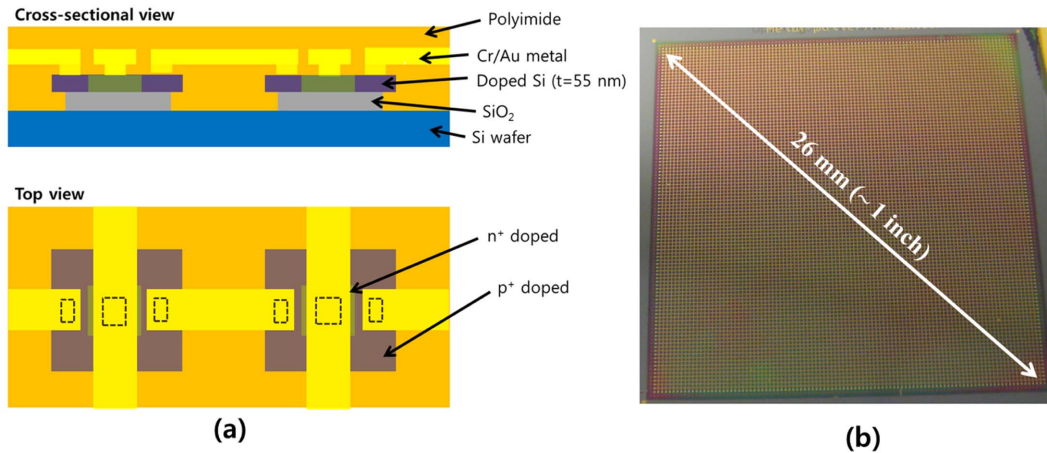 Cross-sectional view
Polyimide
Cr/Au metal
Doped Si (t=55 nm)
SiO₂
Si wafer
Top view
n⁺ doped
p⁺ doped
(a)
26 mm (~ 1 inch)
(b)